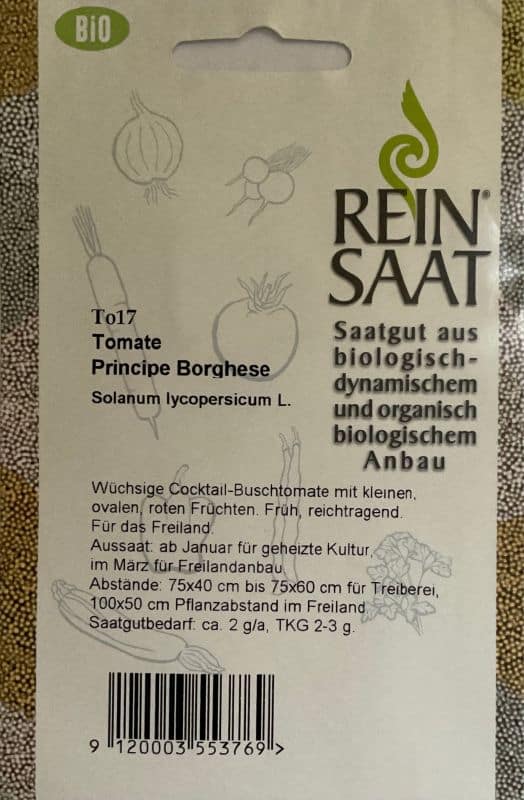 BIO
REIN
SAAT®
Saatgut aus
biologisch-
dynamischem
und organisch
biologischem
Anbau
To17
Tomate
Principe Borghese
Solanum lycopersicum L.
Wüchsige Cocktail-Buschtomate mit kleinen,
ovalen, roten Früchten. Früh, reichtragend.
Für das Freiland.
Aussaat: ab Januar für geheizte Kultur,
im März für Freilandanbau.
Abstände: 75x40 cm bis 75x60 cm für Treiberei,
100x50 cm Pflanzabstand im Freiland.
Saatgutbedarf: ca. 2 g/a, TKG 2-3 g.
9 120003 553769 >